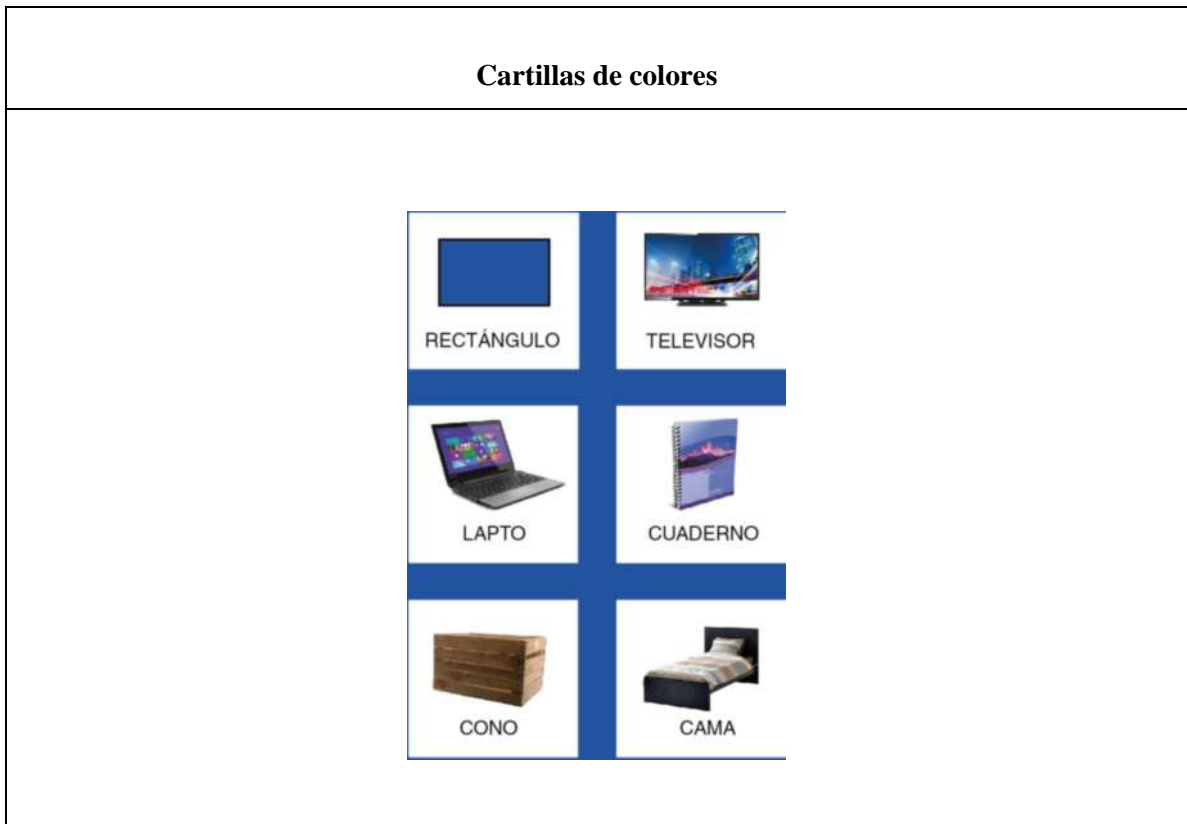 Cartillas de colores
RECTÁNGULO
TELEVISOR
LAPTO
CUADERNO
CONO
CAMA